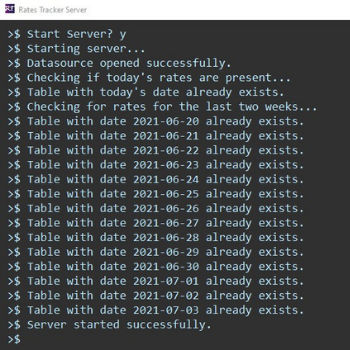 RT Rates Tracker Server
>$ Start Server? y
>$ Starting server...
>$ Datasource opened successfully.
>$ Checking if today's rates are present...
>$ Table with today's date already exists.
>$ Checking for rates for the last two weeks...
>$ Table with date 2021-06-20 already exists.
>$ Table with date 2021-06-21 already exists.
>$ Table with date 2021-06-22 already exists.
>$ Table with date 2021-06-23 already exists.
>$ Table with date 2021-06-24 already exists.
>$ Table with date 2021-06-25 already exists.
>$ Table with date 2021-06-26 already exists.
>$ Table with date 2021-06-27 already exists.
>$ Table with date 2021-06-28 already exists.
>$ Table with date 2021-06-29 already exists.
>$ Table with date 2021-06-30 already exists.
>$ Table with date 2021-07-01 already exists.
>$ Table with date 2021-07-02 already exists.
>$ Table with date 2021-07-03 already exists.
>$ Server started successfully.
>$